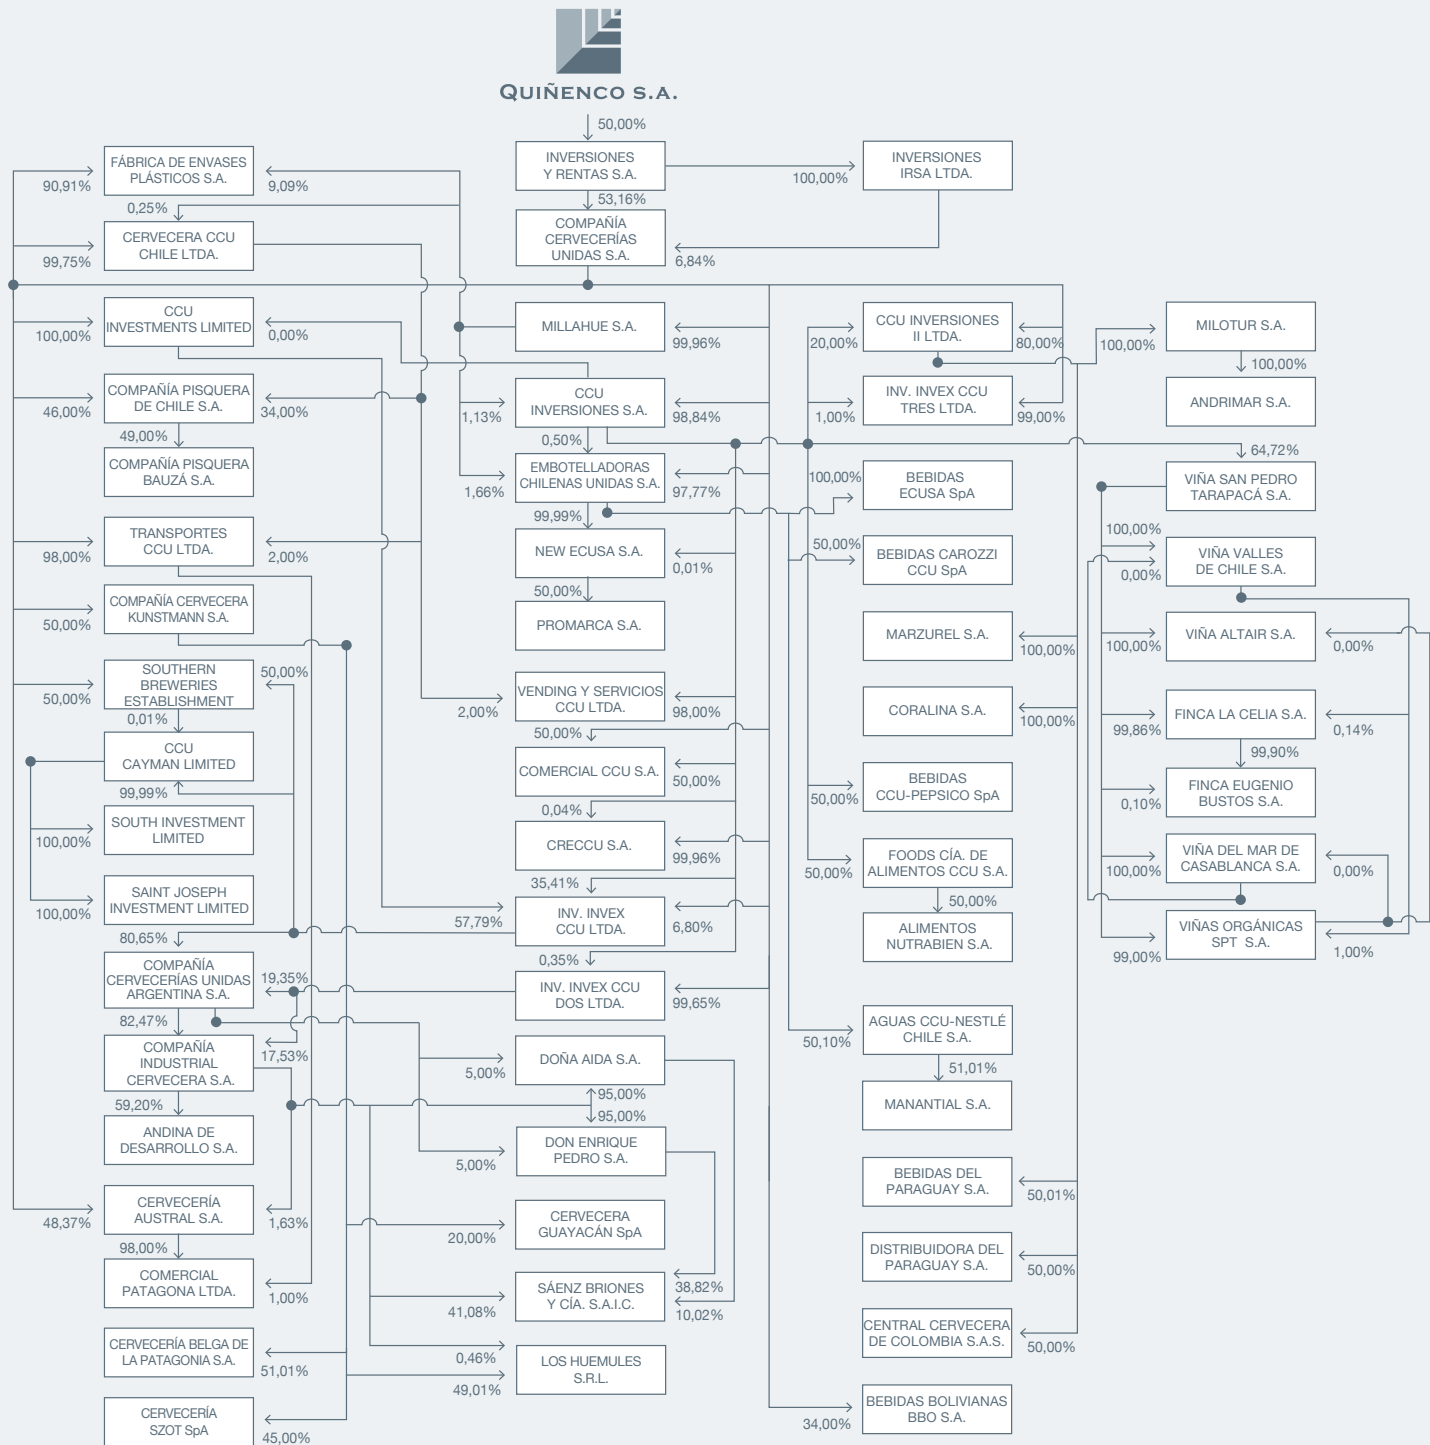 QUIÑENCO S.A.
50,00%
INVERSIONES
Y RENTAS S.A.
100,00%
INVERSIONES
IRSA LTDA.
53,16%
COMPAÑÍA
CERVECERÍAS
UNIDAS S.A.
6,84%
FÁBRICA DE ENVASES
PLÁSTICOS S.A.
90,91%
9,09%
0,25%
CERVECERA CCU
CHILE LTDA.
99,75%
CCU
INVESTMENTS LIMITED
100,00%
0,00%
COMPAÑÍA PISQUERA
DE CHILE S.A.
46,00%
34,00%
49,00%
COMPAÑÍA PISQUERA
BAUZÁ S.A.
TRANSPORTES
CCU LTDA.
98,00%
2,00%
COMPAÑÍA CERVECERA
KUNSTMANN S.A.
50,00%
SOUTHERN
BREWERIES
ESTABLISHMENT
50,00%
50,00%
0,01%
CCU
CAYMAN LIMITED
99,99%
SOUTH INVESTMENT
LIMITED
100,00%
SAINT JOSEPH
INVESTMENT LIMITED
100,00%
80,65%
COMPAÑÍA
CERVECERÍAS UNIDAS
ARGENTINA S.A.
19,35%
82,47%
COMPAÑÍA
INDUSTRIAL
CERVECERA S.A.
17,53%
59,20%
ANDINA DE
DESARROLLO S.A.
CERVECERÍA
AUSTRAL S.A.
48,37%
1,63%
98,00%
COMERCIAL
PATAGONA LTDA.
1,00%
CERVECERÍA BELGA DE
LA PATAGONIA S.A.
51,01%
CERVECERÍA
SZOT SpA
45,00%
MILLAHUE S.A.
99,96%
CCU
INVERSIONES S.A.
1,13%
98,84%
0,50%
EMBOTELLADORAS
CHILENAS UNIDAS S.A.
1,66%
97,77%
99,99%
NEW ECUSA S.A.
0,01%
50,00%
PROMARCA S.A.
VENDING Y SERVICIOS
CCU LTDA.
2,00%
98,00%
50,00%
COMERCIAL CCU S.A.
50,00%
0,04%
CRECCU S.A.
99,96%
35,41%
INV. INVEX
CCU LTDA.
57,79%
6,80%
0,35%
INV. INVEX CCU
DOS LTDA.
99,65%
DOÑA AIDA S.A.
5,00%
95,00%
95,00%
DON ENRIQUE
PEDRO S.A.
5,00%
CERVECERA
GUAYACÁN SpA
20,00%
SÁENZ BRIONES
Y CÍA. S.A.I.C.
38,82%
41,08%
10,02%
LOS HUEMULES
S.R.L.
0,46%
49,01%
CCU INVERSIONES
II LTDA.
20,00%
80,00%
INV. INVEX CCU
TRES LTDA.
1,00%
99,00%
BEBIDAS
ECUSA SpA
100,00%
BEBIDAS CAROZZI
CCU SpA
50,00%
MARZUREL S.A.
100,00%
CORALINA S.A.
100,00%
BEBIDAS
CCU-PEPSICO SpA
50,00%
FOODS CÍA. DE
ALIMENTOS CCU S.A.
50,00%
50,00%
ALIMENTOS
NUTRABIEN S.A.
AGUAS CCU-NESTLÉ
CHILE S.A.
50,10%
51,01%
MANANTIAL S.A.
BEBIDAS DEL
PARAGUAY S.A.
50,01%
DISTRIBUIDORA DEL
PARAGUAY S.A.
50,00%
CENTRAL CERVECERA
DE COLOMBIA S.A.S.
50,00%
BEBIDAS BOLIVIANAS
BBO S.A.
34,00%
MILOTUR S.A.
100,00%
100,00%
ANDRIMAR S.A.
64,72%
VIÑA SAN PEDRO
TARAPACÁ S.A.
100,00%
VIÑA VALLES
DE CHILE S.A.
0,00%
VIÑA ALTAIR S.A.
100,00%
0,00%
FINCA LA CELIA S.A.
99,86%
0,14%
99,90%
FINCA EUGENIO
BUSTOS S.A.
0,10%
VIÑA DEL MAR DE
CASABLANCA S.A.
100,00%
0,00%
VIÑAS ORGÁNICAS
SPT S.A.
99,00%
1,00%